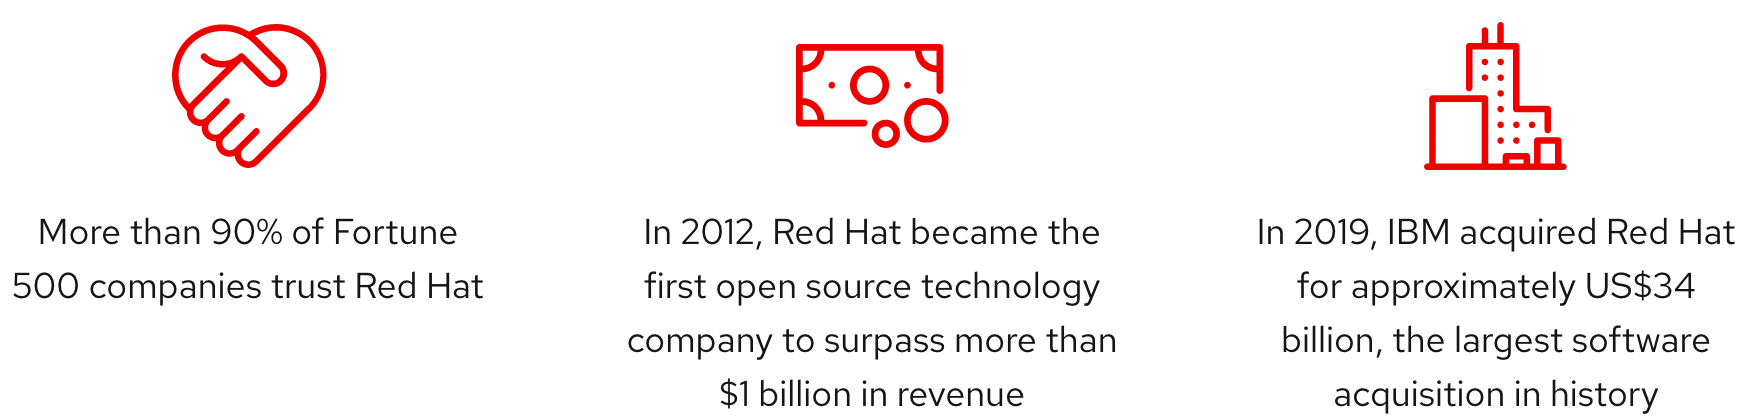 More than 90% of Fortune
500 companies trust Red Hat
In 2012, Red Hat became the
first open source technology
company to surpass more than
$1 billion in revenue
In 2019, IBM acquired Red Hat
for approximately US$34
billion, the largest software
acquisition in history